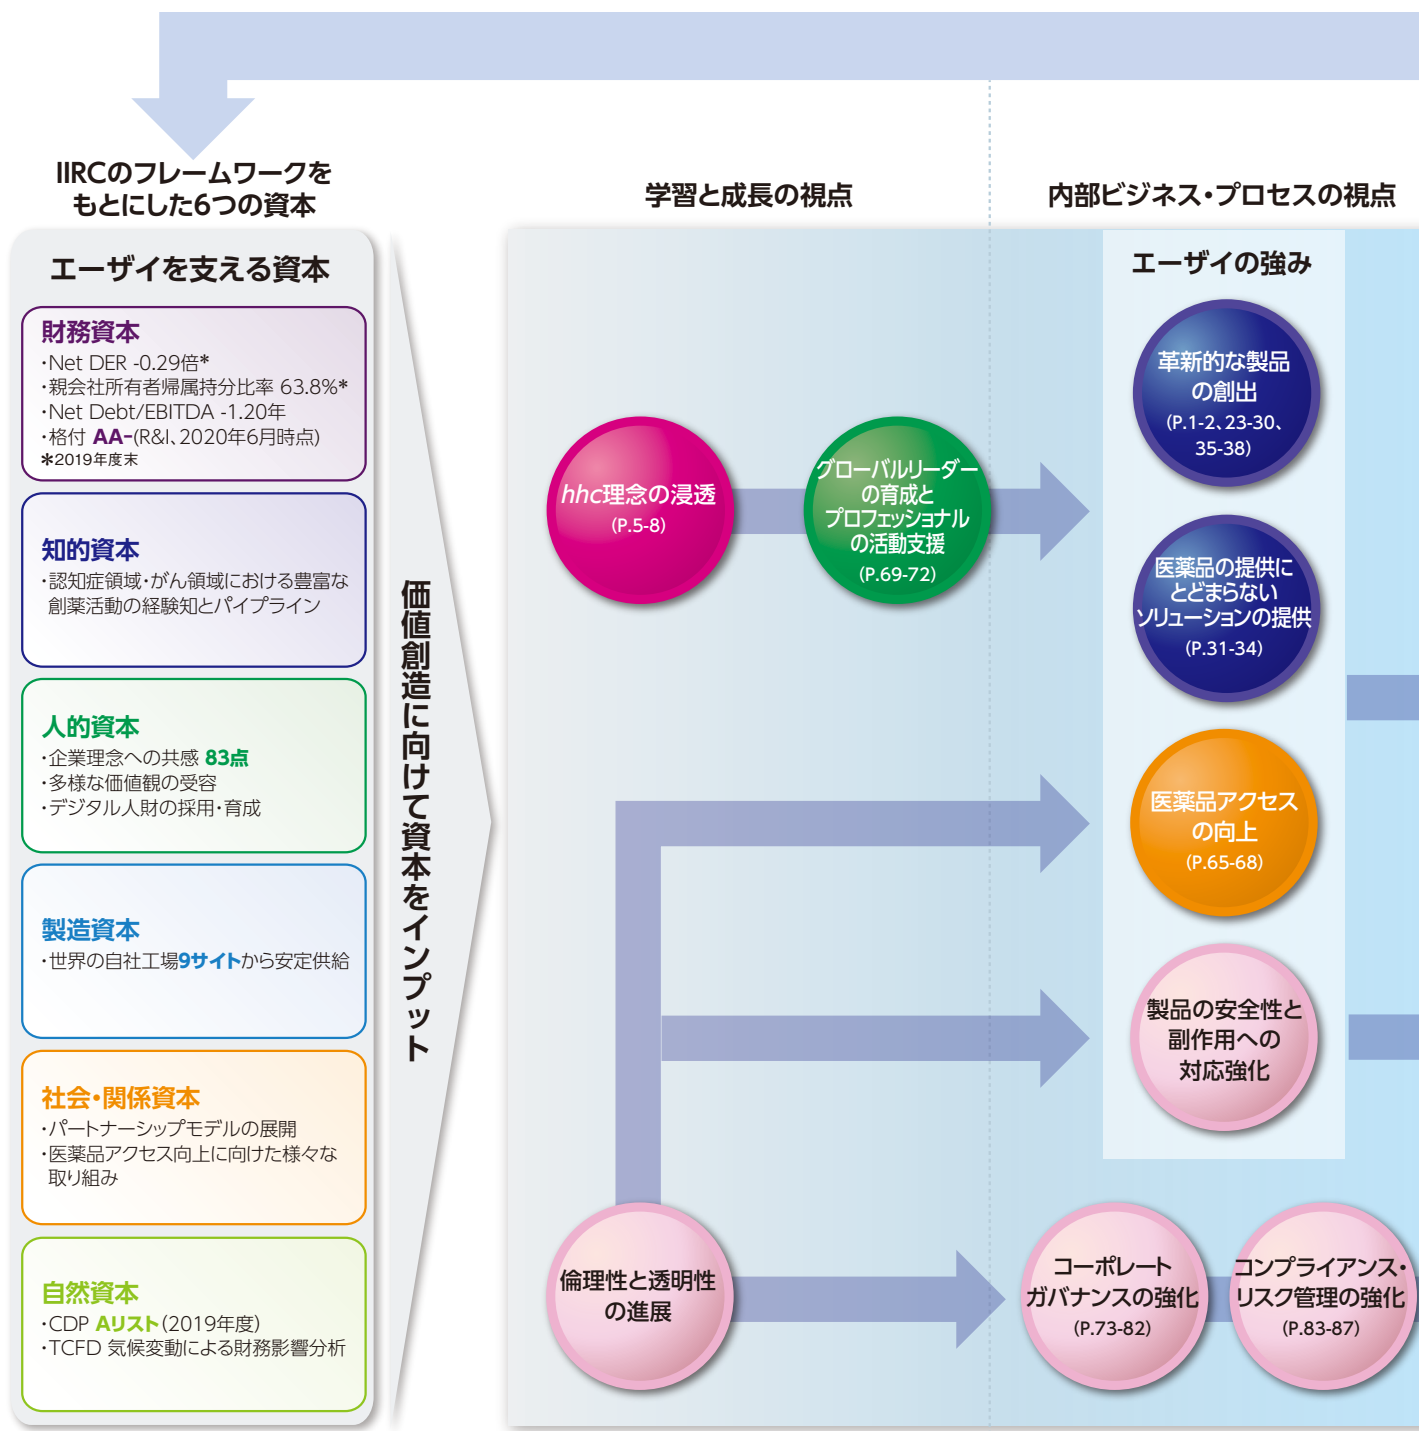 IIRCのフレームワークを
もとにした6つの資本
エーザイを支える資本
財務資本
・Net DER -0.29倍*
・親会社所有者帰属持分比率 63.8%*
・Net Debt/EBITDA -1.20年
・格付 AA-(R&I、2020年6月時点)
*2019年度末
知的資本
・認知症領域・がん領域における豊富な
創薬活動の経験知とパイプライン
人的資本
・企業理念への共感 83点
・多様な価値観の受容
・デジタル人財の採用・育成
製造資本
・世界の自社工場9サイトから安定供給
社会・関係資本
・パートナーシップモデルの展開
・医薬品アクセス向上に向けた様々な
取り組み
自然資本
・CDP Aリスト(2019年度)
・TCFD 気候変動による財務影響分析
価値創造に向けて資本をインプット
学習と成長の視点
hhc理念の浸透
(P.5-8)
グローバルリーダー
の育成と
プロフェッショナル
の活動支援
(P.69-72)
倫理性と透明性
の進展
内部ビジネス・プロセスの視点
エーザイの強み
革新的な製品
の創出
(P.1-2、23-30、
35-38)
医薬品の提供に
とどまらない
ソリューションの提供
(P.31-34)
医薬品アクセス
の向上
(P.65-68)
製品の安全性と
副作用への
対応強化
コーポレート
ガバナンスの強化
(P.73-82)
コンプライアンス・
リスク管理の強化
(P.83-87)